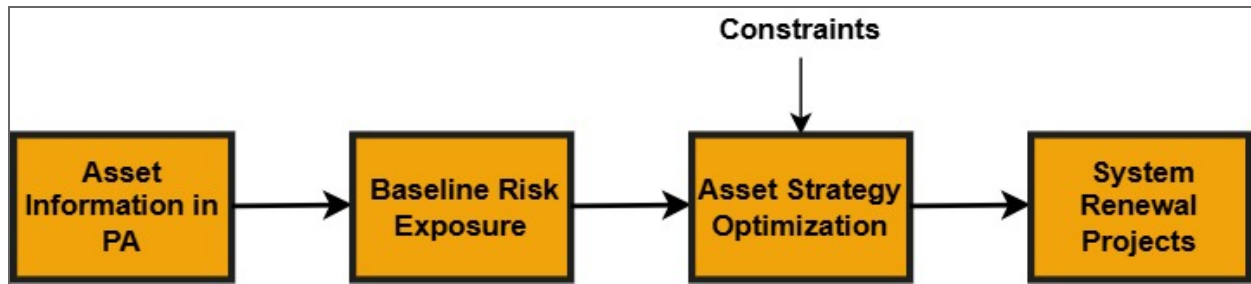 Constraints
Asset
Information in
PA
Baseline Risk
Exposure
Asset Strategy
Optimization
System
Renewal
Projects